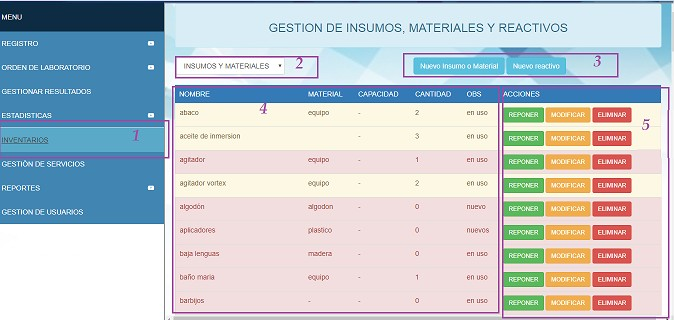 MENU
REGISTRO
ORDEN DE LABORATORIO
GESTIONAR RESULTADOS
ESTADISTICAS
1
INVENTARIOS
GESTIÓN DE SERVICIOS
REPORTES
GESTION DE USUARIOS
GESTION DE INSUMOS, MATERIALES Y REACTIVOS
INSUMOS Y MATERIALES 2
Nuevo Insumo o Material Nuevo reactivo 3
NOMBRE MATERIAL CAPACIDAD CANTIDAD OBS ACCIONES
4
5
abaco equipo - 2 en uso REPONER MODIFICAR ELIMINAR
aceite de inmersion - 3 en uso REPONER MODIFICAR ELIMINAR
agitador equipo - 1 en uso REPONER MODIFICAR ELIMINAR
agitador vortex equipo - 2 en uso REPONER MODIFICAR ELIMINAR
algodón algodon - 0 nuevo REPONER MODIFICAR ELIMINAR
aplicadores plastico - 0 nuevos REPONER MODIFICAR ELIMINAR
baja lenguas madera - 0 en uso REPONER MODIFICAR ELIMINAR
baño maria equipo - 1 en uso REPONER MODIFICAR ELIMINAR
barbijos - - 0 en uso REPONER MODIFICAR ELIMINAR